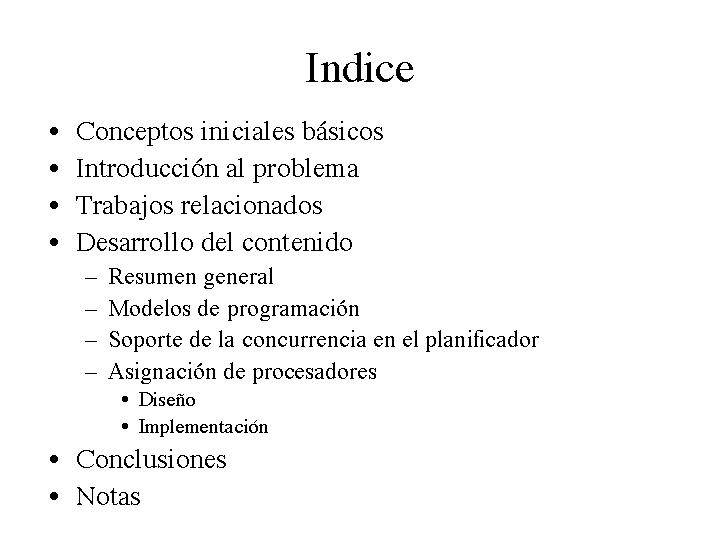 Indice
• Conceptos iniciales básicos
• Introducción al problema
• Trabajos relacionados
• Desarrollo del contenido
– Resumen general
– Modelos de programación
– Soporte de la concurrencia en el planificador
– Asignación de procesadores
• Diseño
• Implementación
• Conclusiones
• Notas